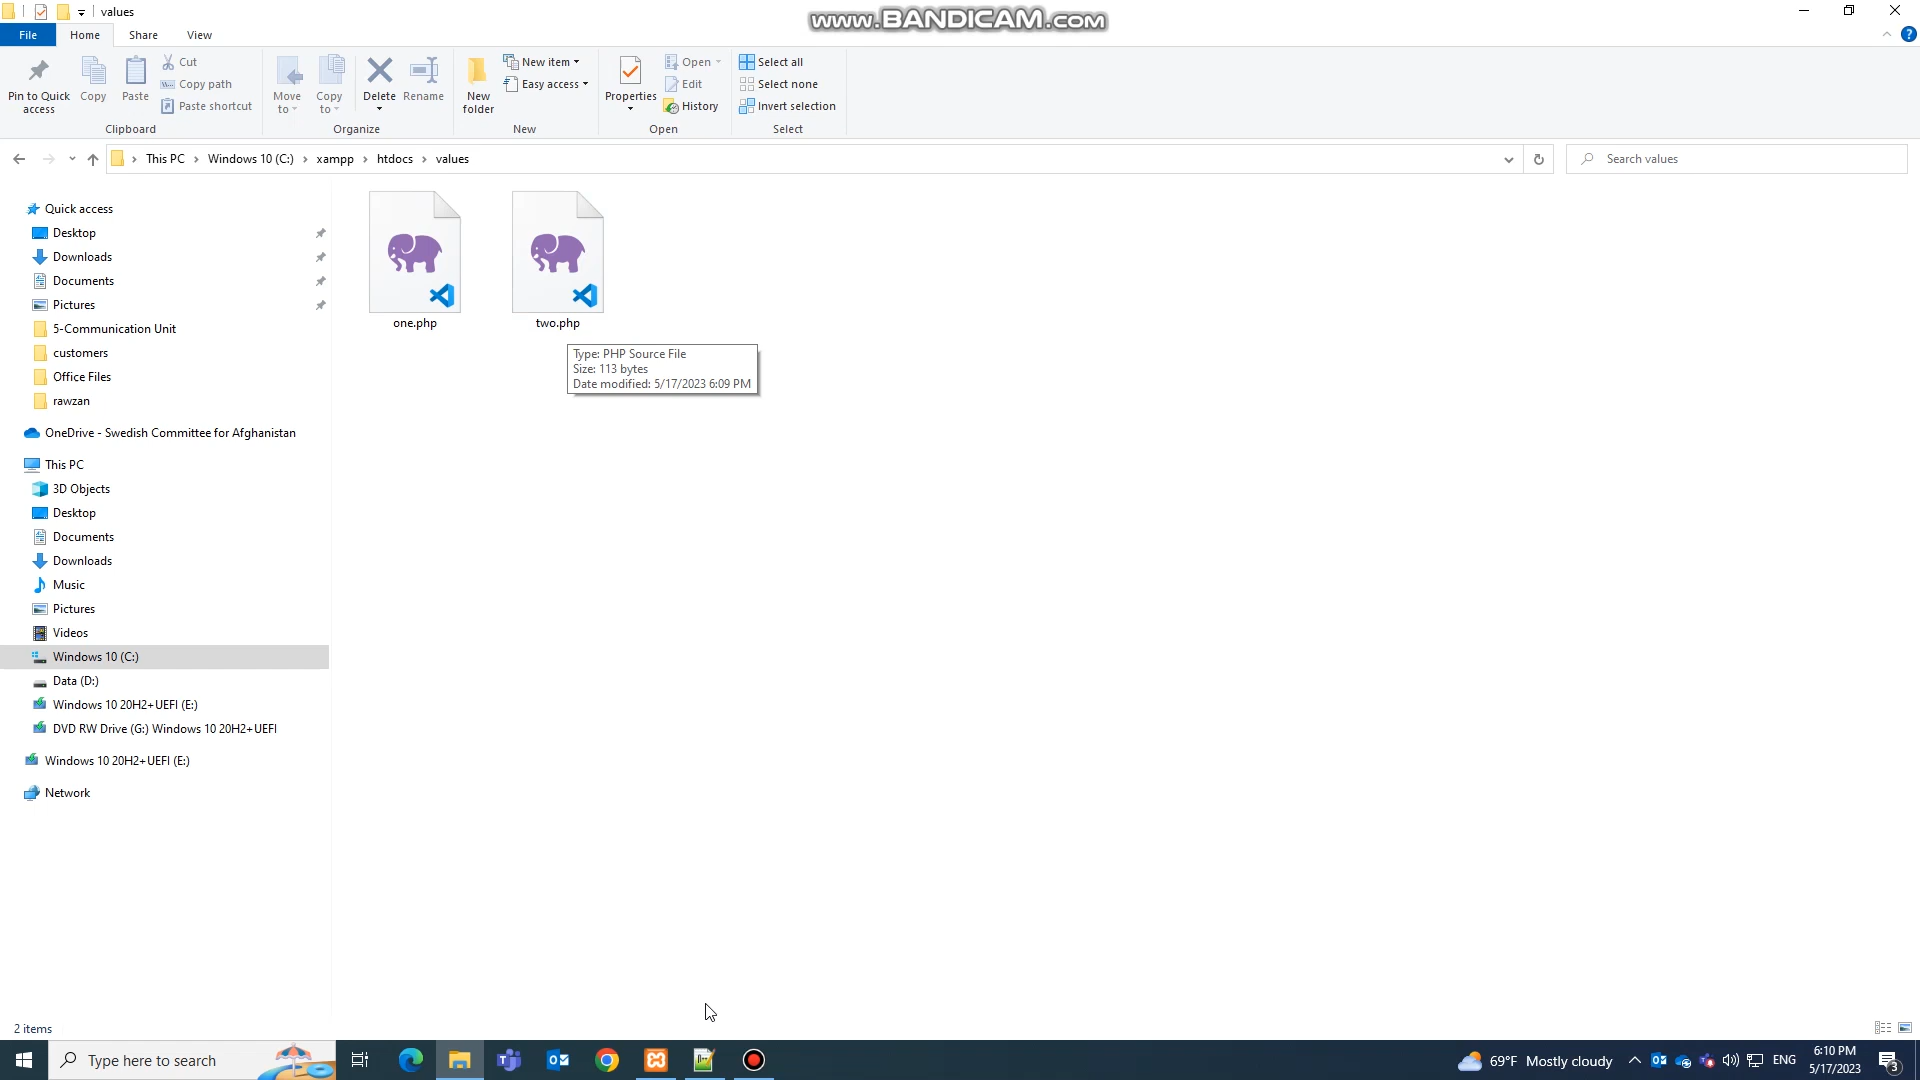 values
www.BANDICAM.com
File Home Share View
Pin to Quick access
Copy
Paste
Cut
Copy path
Paste shortcut
Clipboard
Move to
Copy to
Delete
Rename
Organize
New folder
New item
Easy access
New
Properties
Open
Edit
History
Open
Select all
Select none
Invert selection
Select
This PC > Windows 10 (C:) > xampp > htdocs > values
Search values
Quick access
Desktop
Downloads
Documents
Pictures
5-Communication Unit
customers
Office Files
rawzan
OneDrive - Swedish Committee for Afghanistan
This PC
3D Objects
Desktop
Documents
Downloads
Music
Pictures
Videos
Windows 10 (C:)
Data (D:)
Windows 10 20H2+UEFI (E:)
DVD RW Drive (G:) Windows 10 20H2+UEFI
Windows 10 20H2+UEFI (E:)
Network
one.php
two.php
Type: PHP Source File
Size: 113 bytes
Date modified: 5/17/2023 6:09 PM
2 items
Type here to search
69°F Mostly cloudy
ENG
6:10 PM
5/17/2023
3